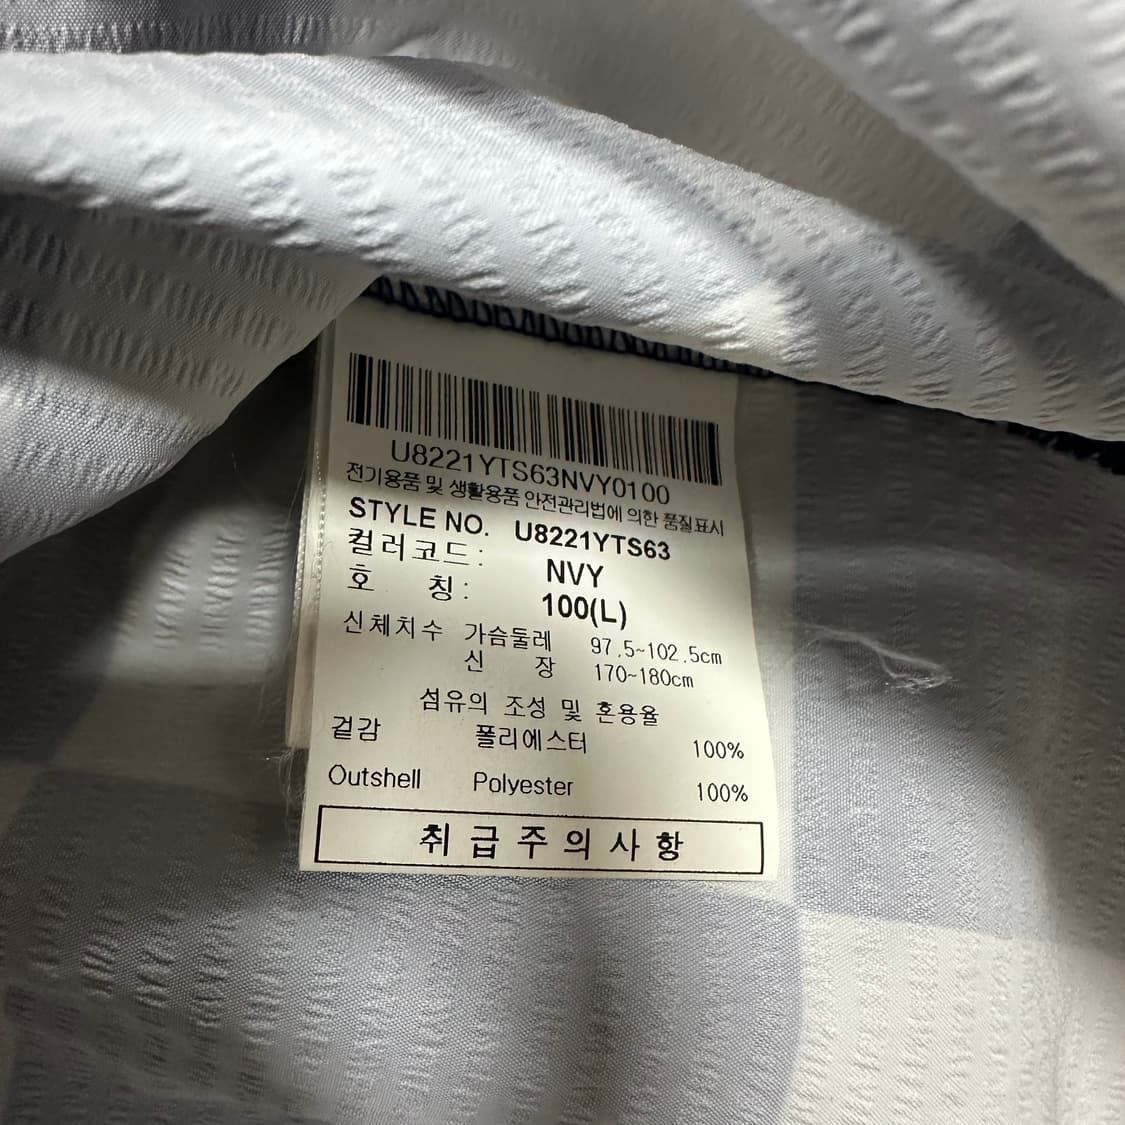 U8221YTS63NVY0100
전기용품 및 생활용품 안전관리법에 의한 품질표시
STYLE NO. U8221YTS63
컬러코드: NVY
호 칭: 100(L)
신체치수 가슴둘레 97.5~102.5cm
신 장 170~180cm
섬유의 조성 및 혼용율
겉감 폴리에스터 100%
Outshell Polyester 100%
취급주의사항